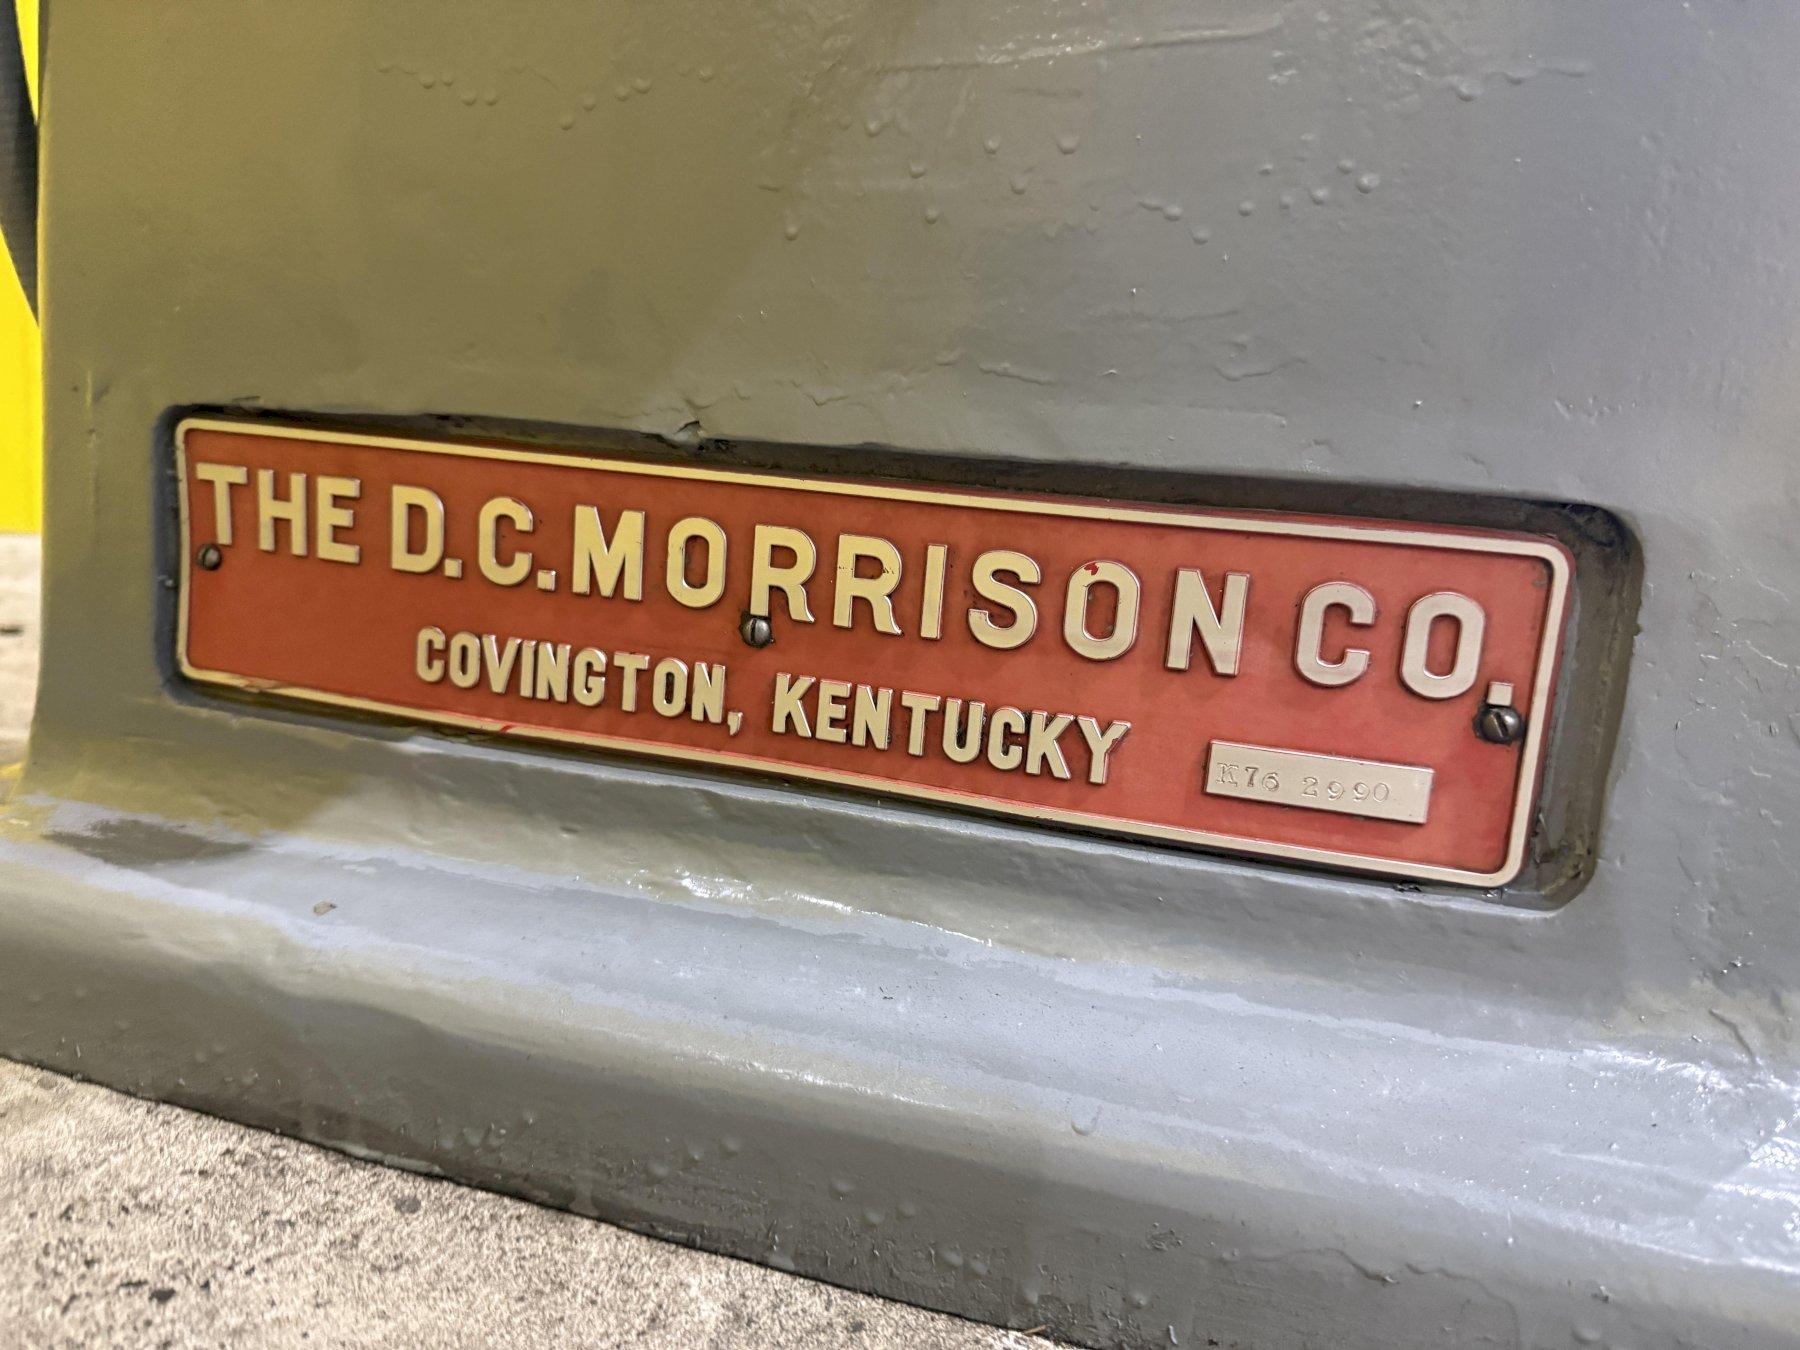 THE D.C. MORRISON CO.
COVINGTON, KENTUCKY
K76 2990